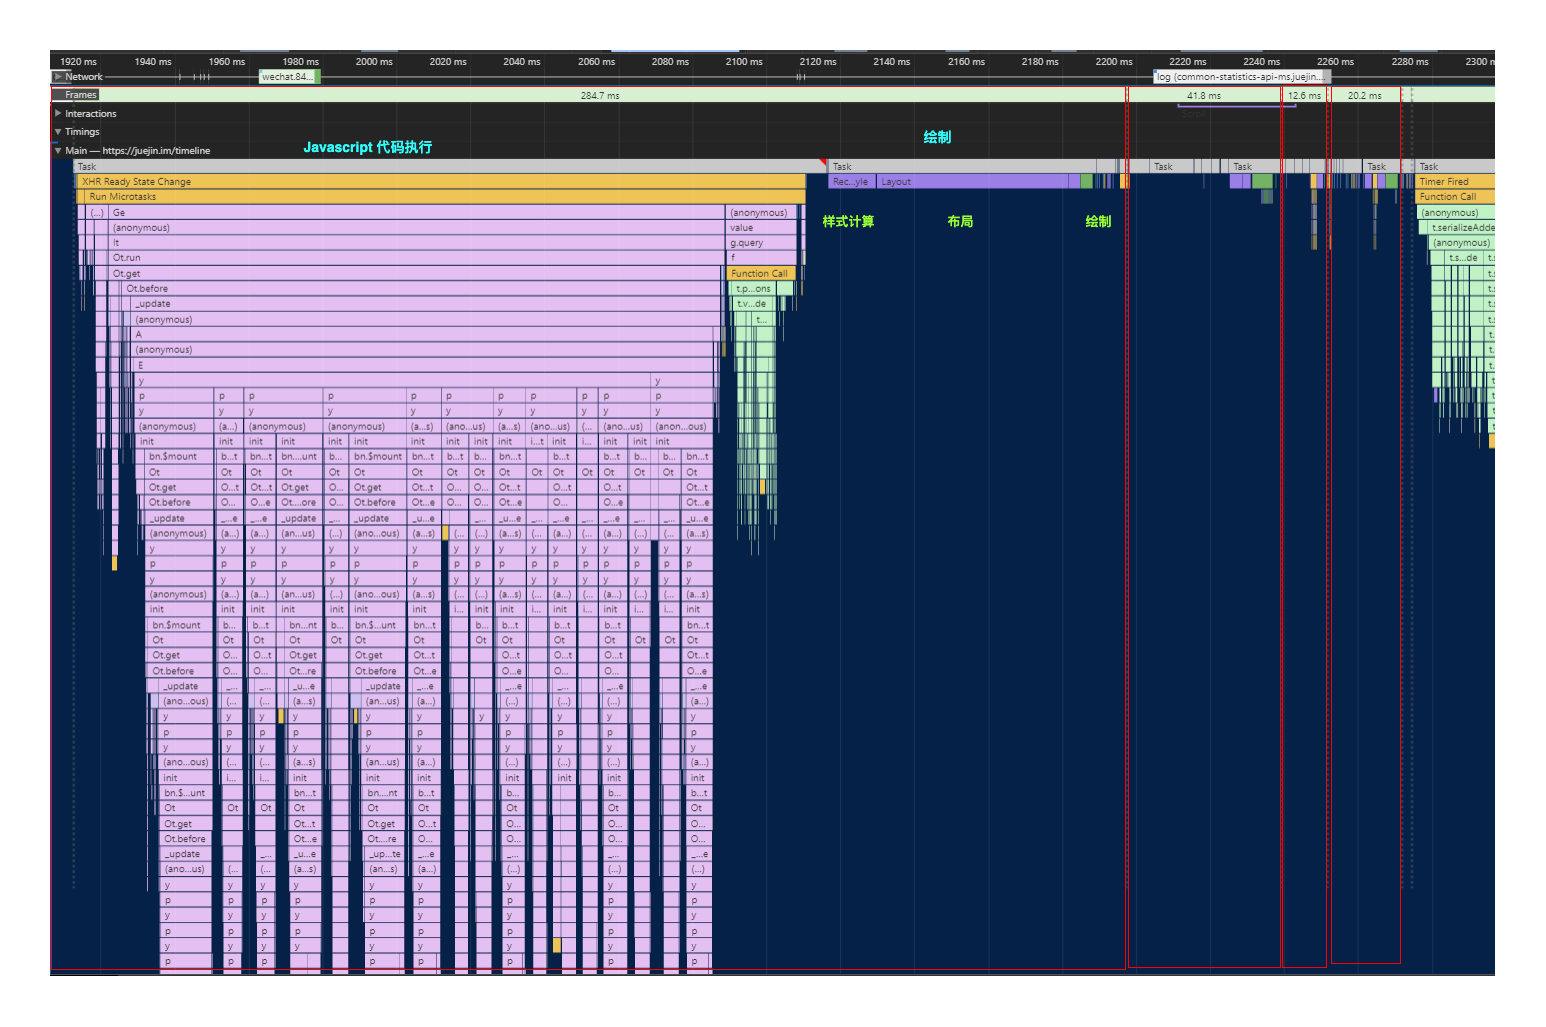 1920 ms 1940 ms 1960 ms 1980 ms 2000 ms 2020 ms 2040 ms 2060 ms 2080 ms 2100 ms 2120 ms 2140 ms 2160 ms 2180 ms 2200 ms 2220 ms 2240 ms 2260 ms 2280 ms 2300 m
Network wechat.84... log (common-statistics-api-ms.juejin....
Frames 284.7 ms 41.8 ms 12.6 ms 20.2 ms
Interactions
Timings
Javascript 代码执行 绘制
Main — https://juejin.im/timeline
Task Task Task Task Task Task
XHR Ready State Change Rec...yle Layout Timer Fired
Run Microtasks Function Call
(...) Ge (anonymous) (anonymous)
样式计算 布局 绘制
(anonymous) value t.serializeAdde
It g.query (anonymous)
Ot.run f t.s...de t.s
Ot.get Function Call t.s
Ot.before t.p...ons t.s
_update t.v...de t.s
(anonymous) t... t.s
A t.
(anonymous) t.
E t.
y y
p p p p p p p p p p p
y y y y y y y y y y y
(anonymous) (a...) (anonymous) (anonymous) (a...s) (ano...us) (a...s) (ano...us) (... (ano...us) (anon...ous)
init init init init init init init init init init i...t init i... init init init
bn.$mount b...t bn...t bn....unt b... bn.$mount bn...t b...t b...t bn...t bn...t bn...t b...t b... bn...t
Ot Ot Ot Ot Ot Ot Ot Ot Ot Ot Ot Ot Ot Ot Ot Ot Ot
Ot.get O...t Ot...t Ot.get O... Ot.get Ot...t O... O... O...t O...t O...t O... O... Ot...t
Ot.before O... O...e Ot...ore O... Ot.before Ot...e O... O... O...e
_update _...e _...e _update _... _update _...e
(anonymous) (a...) (a...) (an...us) (...) (ano...ous) (a...s)
y y y y y y y y y y y y y y y y
p p p p p p p p p p p p p p p p
y y y y y y y y y y y y y y y y
(anonymous) (...) (a...) (an...us) (...) (ano...ous) (a...s)
init init init init init init init
bn.$mount b... b...t bn...nt b... bn.$...unt bn...t
Ot Ot Ot Ot Ot Ot Ot Ot Ot Ot Ot Ot Ot Ot Ot
Ot.get O... O...t Ot.get Ot.get Ot...t O...t O...t O...t Ot...t
Ot.before O... O... Ot...re Ot.before Ot...e O...e O... O...e O...e
_update _... _... _u...e _update _...e _...e _...e _...e
(ano...ous) (... (... (a...s) (an...us) (a...) (...) (...) (...) (a...)
y y y y y y y y y y y
p p p p p p p p p p
y y y y y y y y y y
(ano...ous) (... (... (a...s) (an...us) (a...) (...) (...) (...) (a...)
init i... i... init init init init init init init
bn.$...unt bn...t bn....nt b...t b... b... b...t
Ot Ot Ot Ot Ot Ot Ot Ot Ot
Ot.get Ot...t Ot.get O...t O... O... O...
Ot.before Ot...e Ot....re O... O... O... O...
_update _... _u...e _up...te _...e _... _... _...e
(ano...us) (... (... (a...s) (an...s) (a...) (...) (... (...)
y y y y y y y y y
p p p p p p p p p
y y y y y y y y y
p p p p p p p p p
y y y y y y y y y
p p p p p p p p p